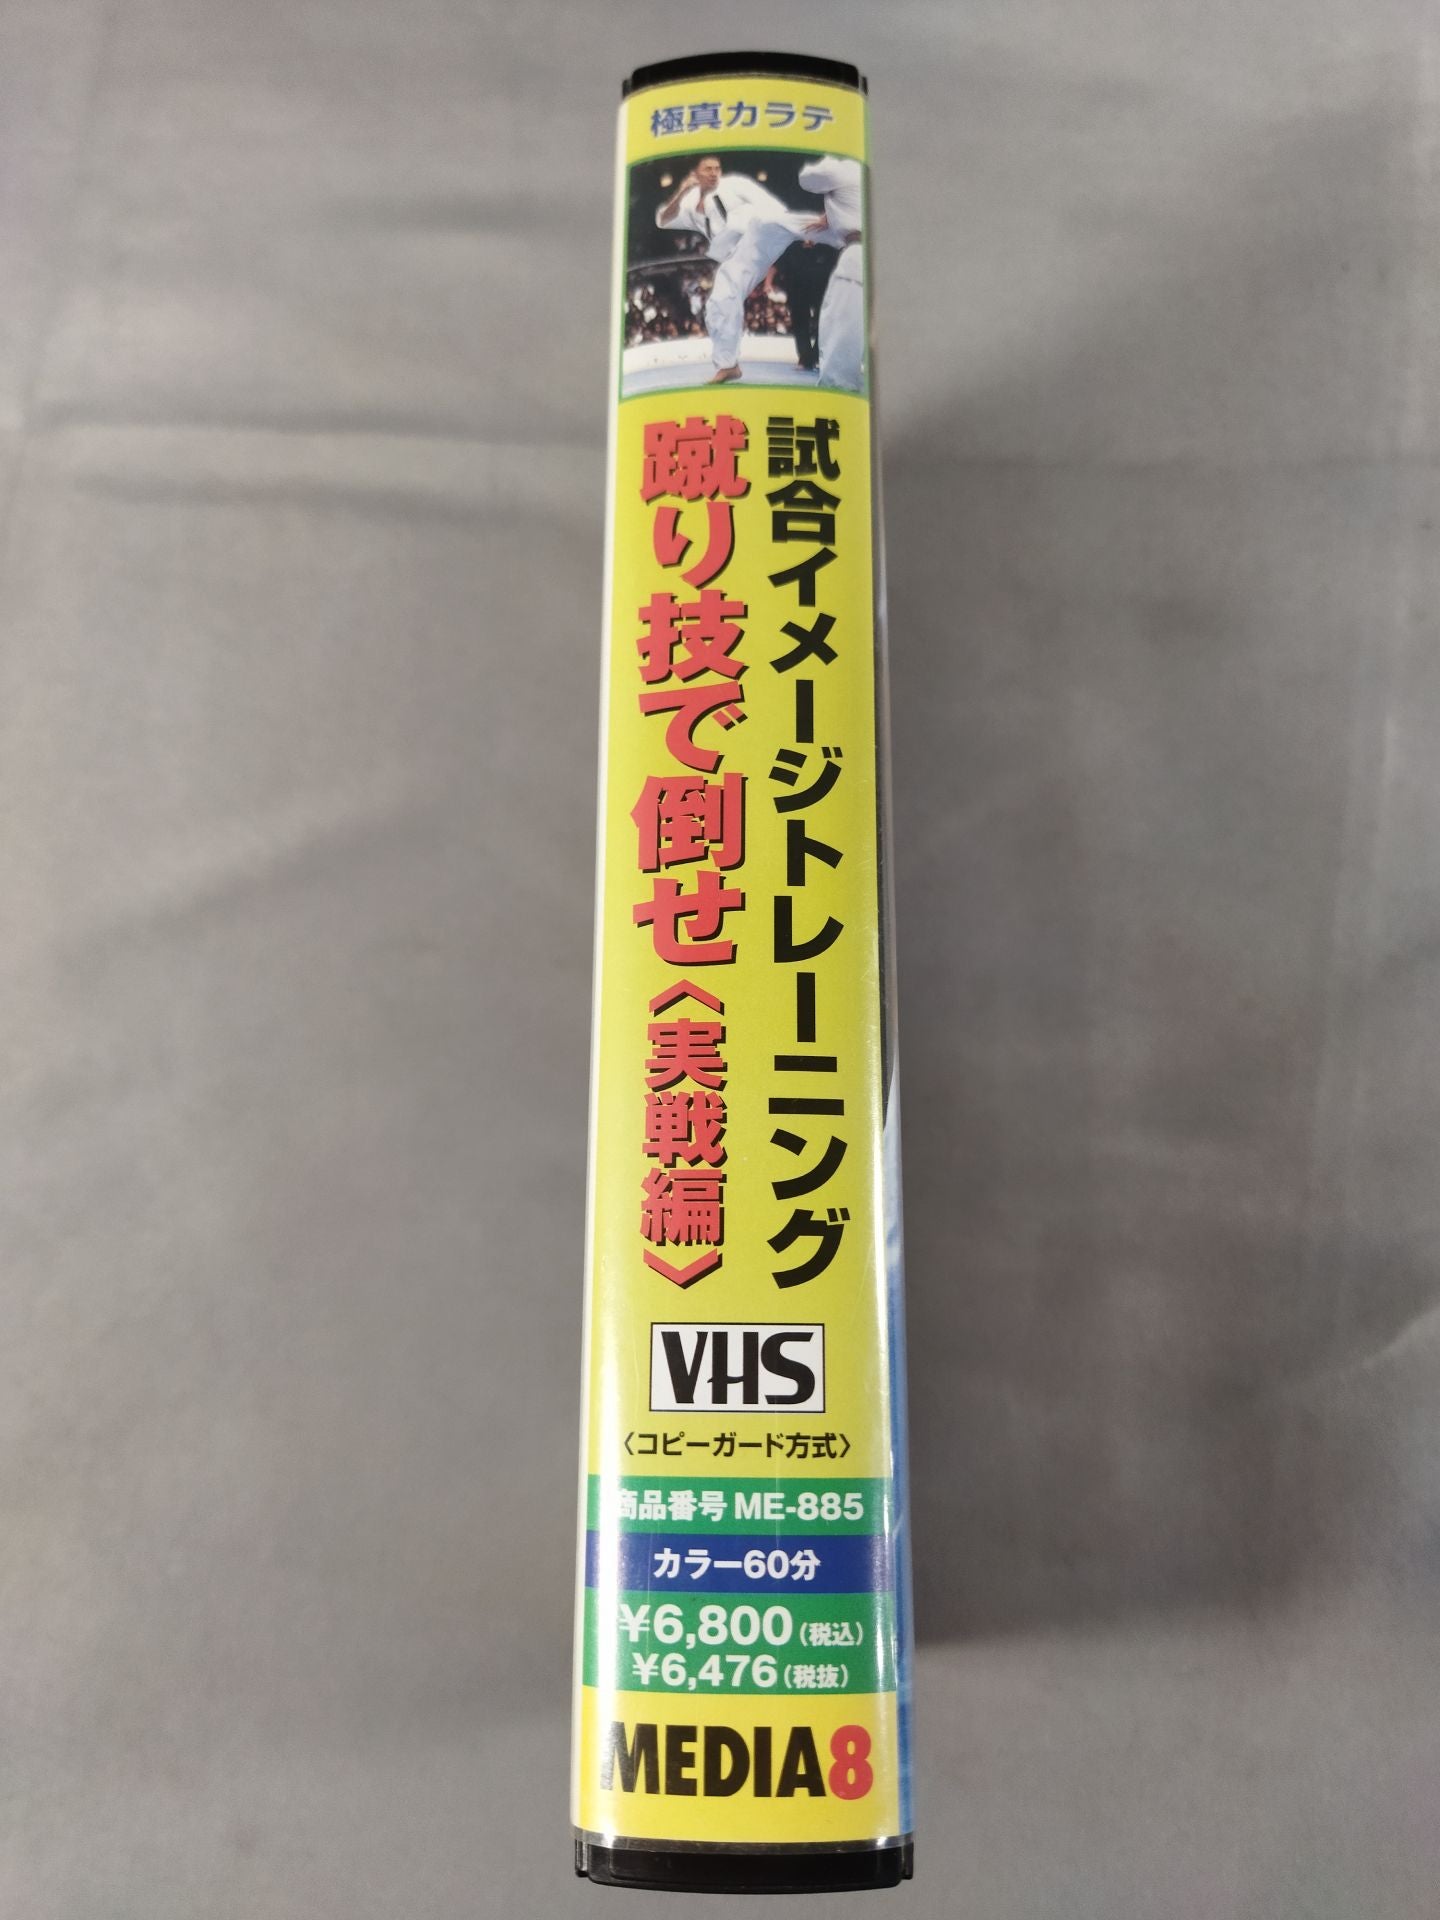 極真カラテ
試合イメージトレーニング
蹴り技で倒せ〈実戦編〉
VHS
〈コピーガード方式〉
商品番号 ME-885
カラー60分
¥6,800(税込)
¥6,476(税抜)
MEDIA8